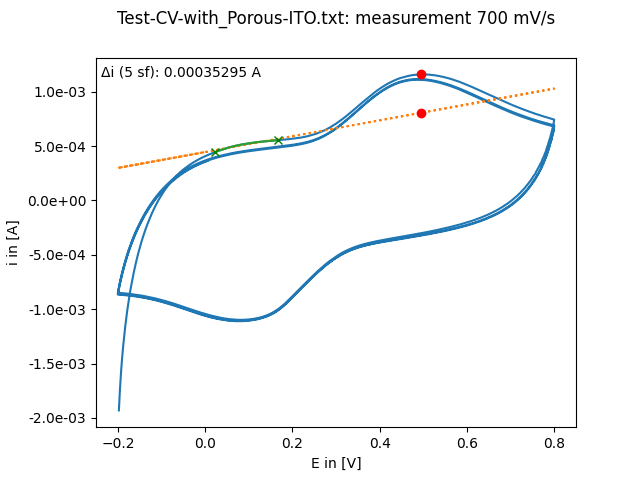 Test-CV-with_Porous-ITO.txt: measurement 700 mV/s
Δi (5 sf): 0.00035295 A
1.0e-03
5.0e-04
0.0e+00
-5.0e-04
-1.0e-03
-1.5e-03
-2.0e-03
i in [A]
−0.2 0.0 0.2 0.4 0.6 0.8
E in [V]